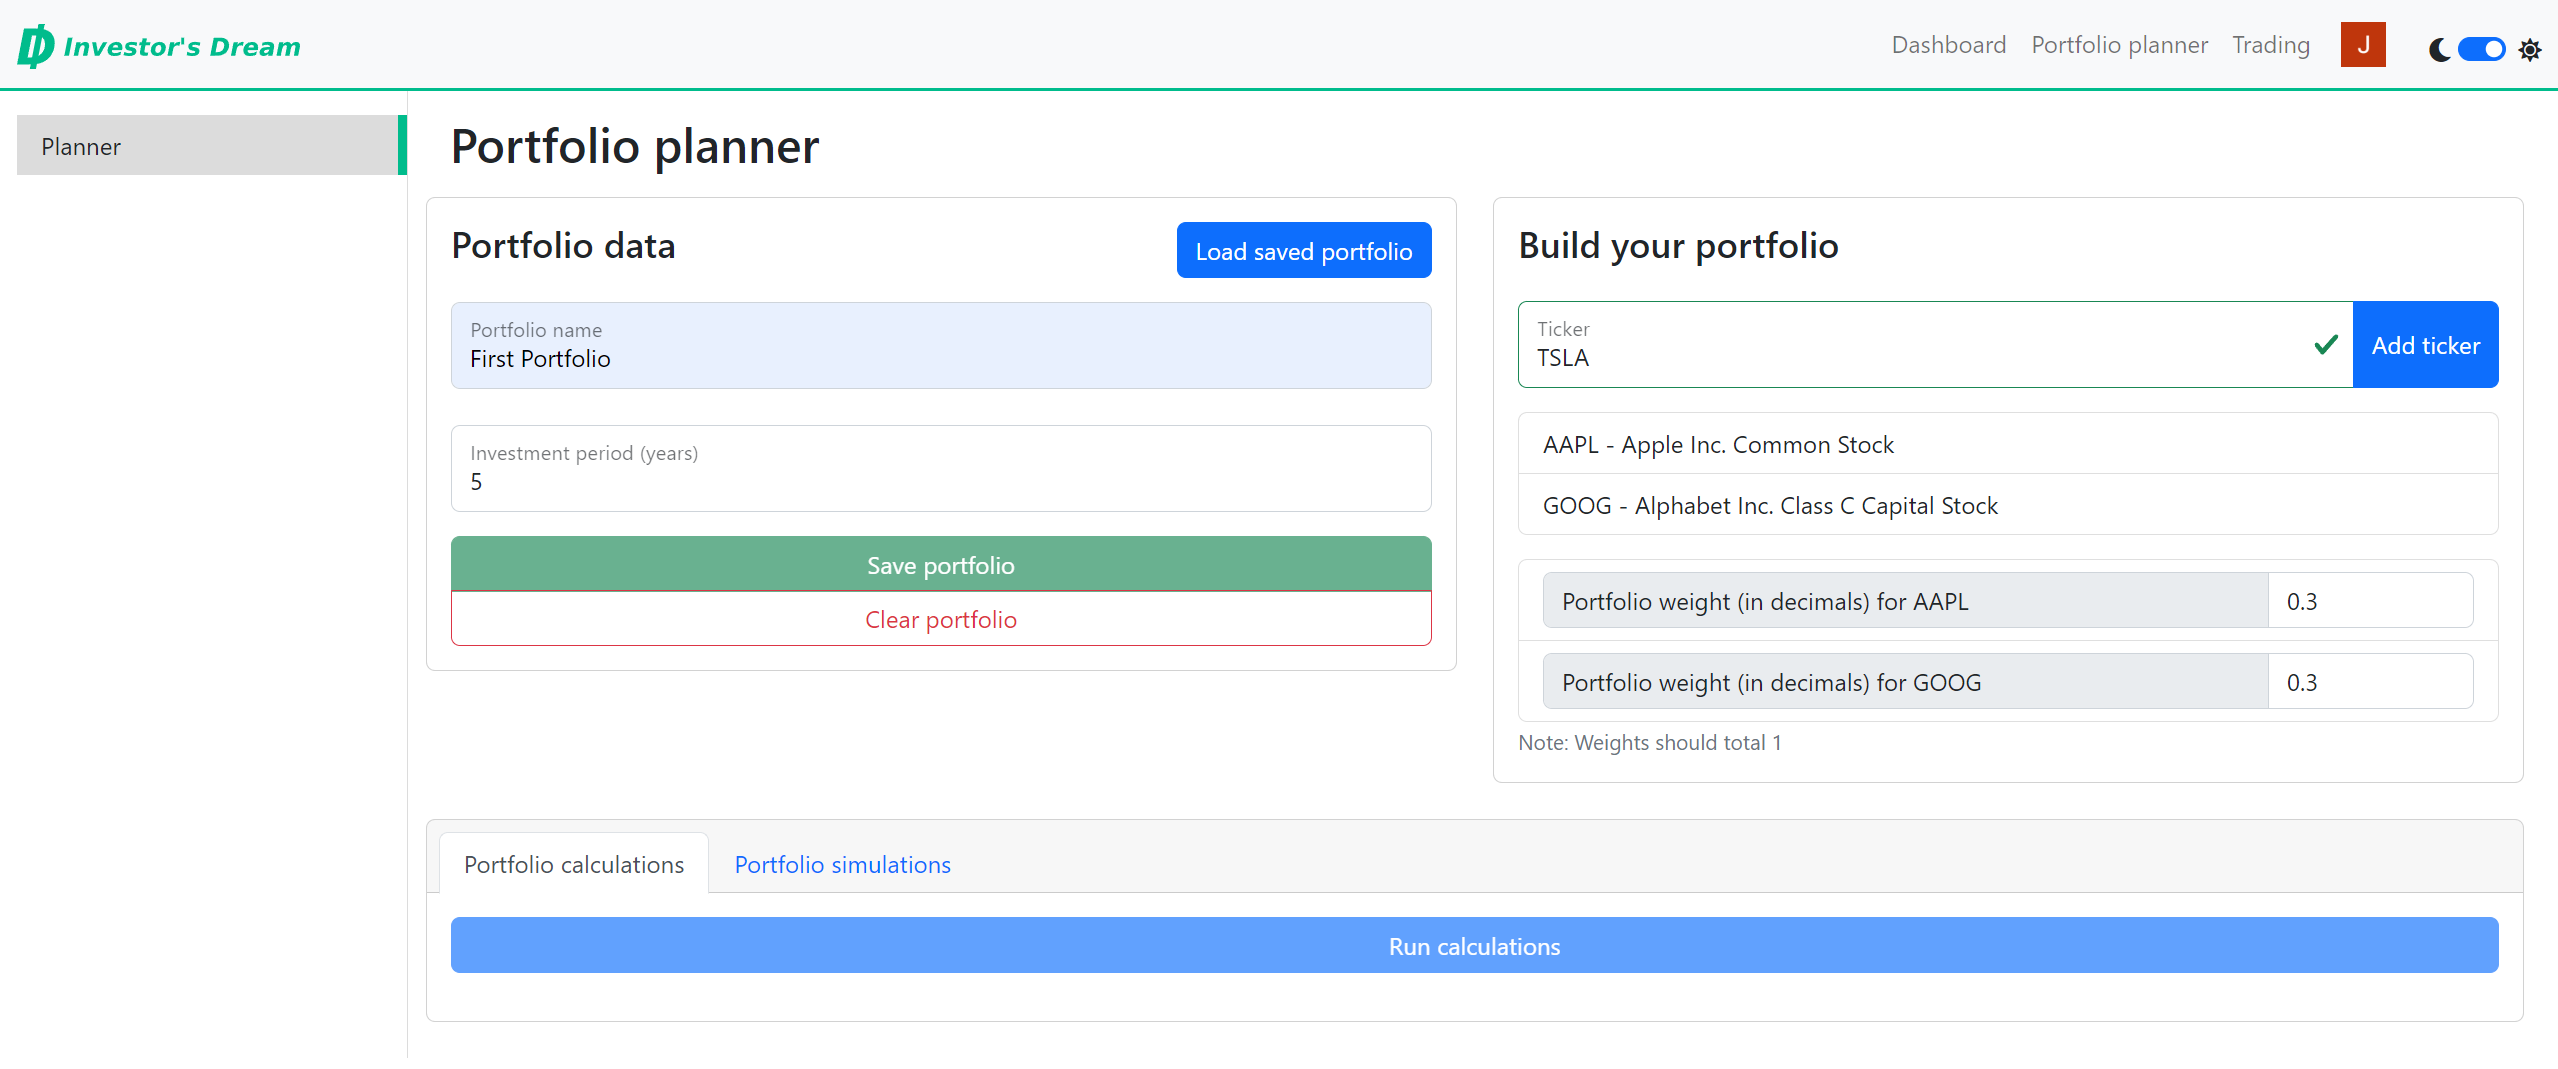 Investor's Dream
Dashboard Portfolio planner Trading J
Planner
Portfolio planner
Portfolio data
Load saved portfolio
Portfolio name
First Portfolio
Investment period (years)
5
Save portfolio
Clear portfolio
Build your portfolio
Ticker
TSLA
Add ticker
AAPL - Apple Inc. Common Stock
GOOG - Alphabet Inc. Class C Capital Stock
Portfolio weight (in decimals) for AAPL 0.3
Portfolio weight (in decimals) for GOOG 0.3
Note: Weights should total 1
Portfolio calculations Portfolio simulations
Run calculations